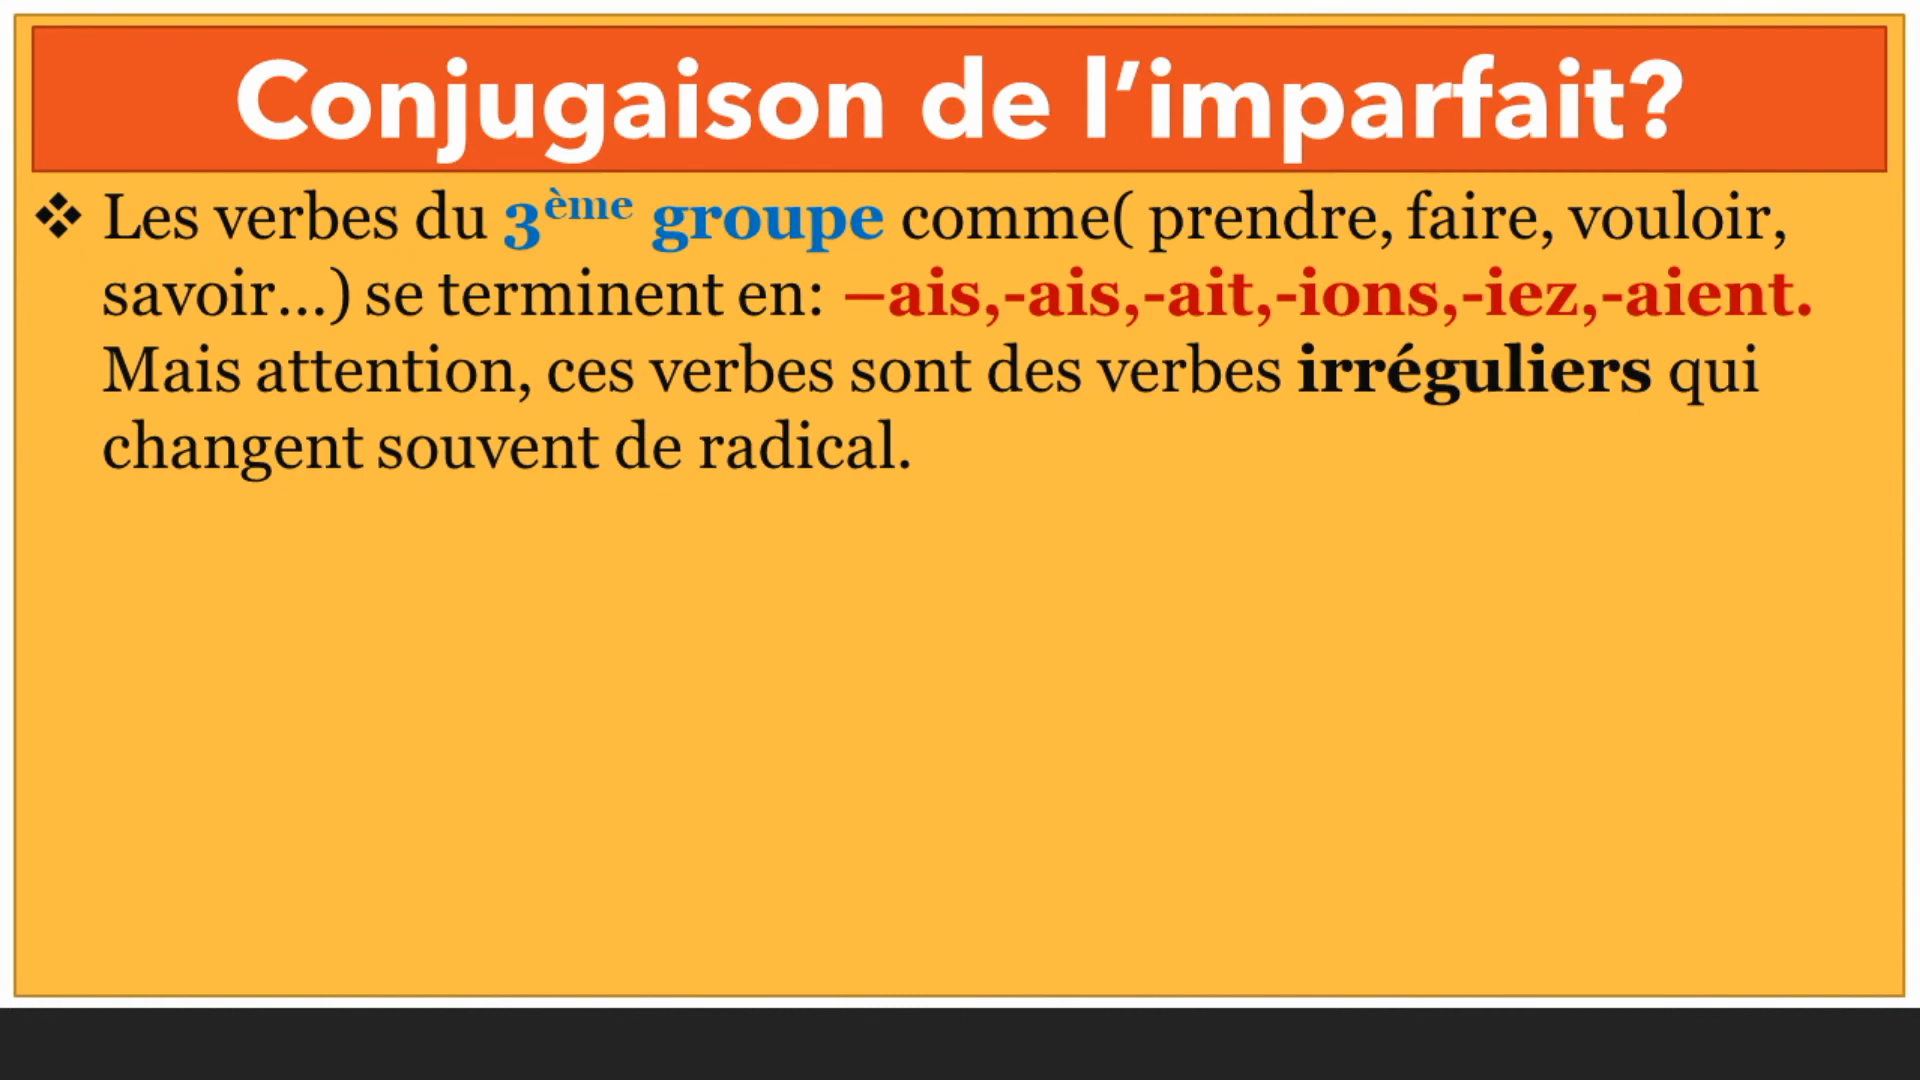 Conjugaison de l’imparfait?
❖ Les verbes du 3ème groupe comme( prendre, faire, vouloir,
savoir...) se terminent en: –ais,-ais,-ait,-ions,-iez,-aient.
Mais attention, ces verbes sont des verbes irréguliers qui
changent souvent de radical.